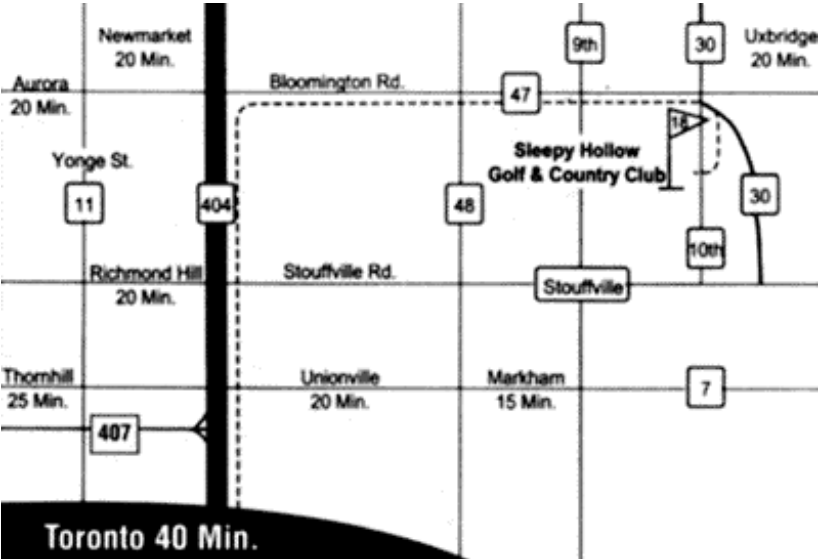 Newmarket
20 Min.
9th
30
Uxbridge
20 Min.
Aurora
20 Min.
Bloomington Rd.
47
18
Sleepy Hollow
Golf & Country Club
Yonge St.
11
404
48
30
10th
Richmond Hill
20 Min.
Stouffville Rd.
Stouffville
Thornhill
25 Min.
Unionville
20 Min.
Markham
15 Min.
7
407
Toronto 40 Min.